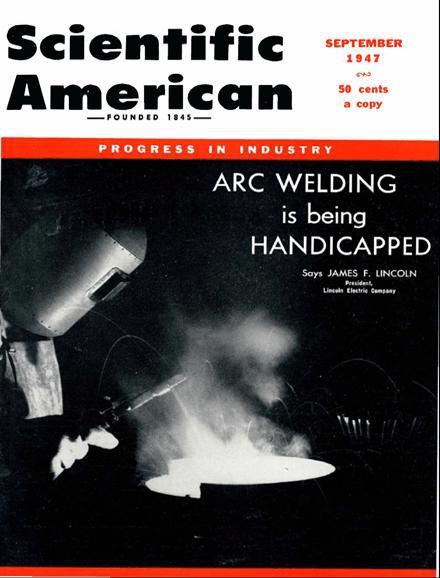 Scientific
American
FOUNDED 1845
SEPTEMBER
1947
50 cents
a copy
PROGRESS IN INDUSTRY
ARC WELDING
is being
HANDICAPPED
Says JAMES F. LINCOLN
President,
Lincoln Electric Company